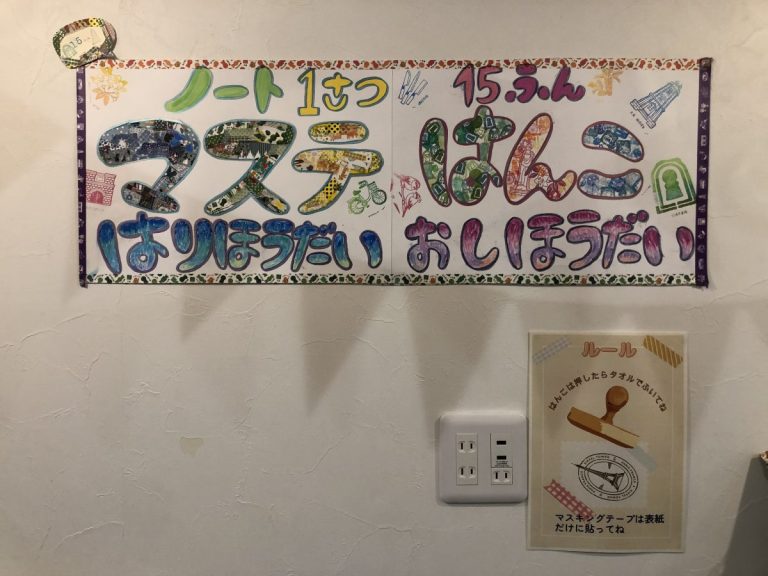 ノート 1さつ
マステ
はりほうだい
15ふん
はんこ
おしほうだい
ルール
はんこは押したらタオルでふいてね
マスキングテープは表紙
だけに貼ってね